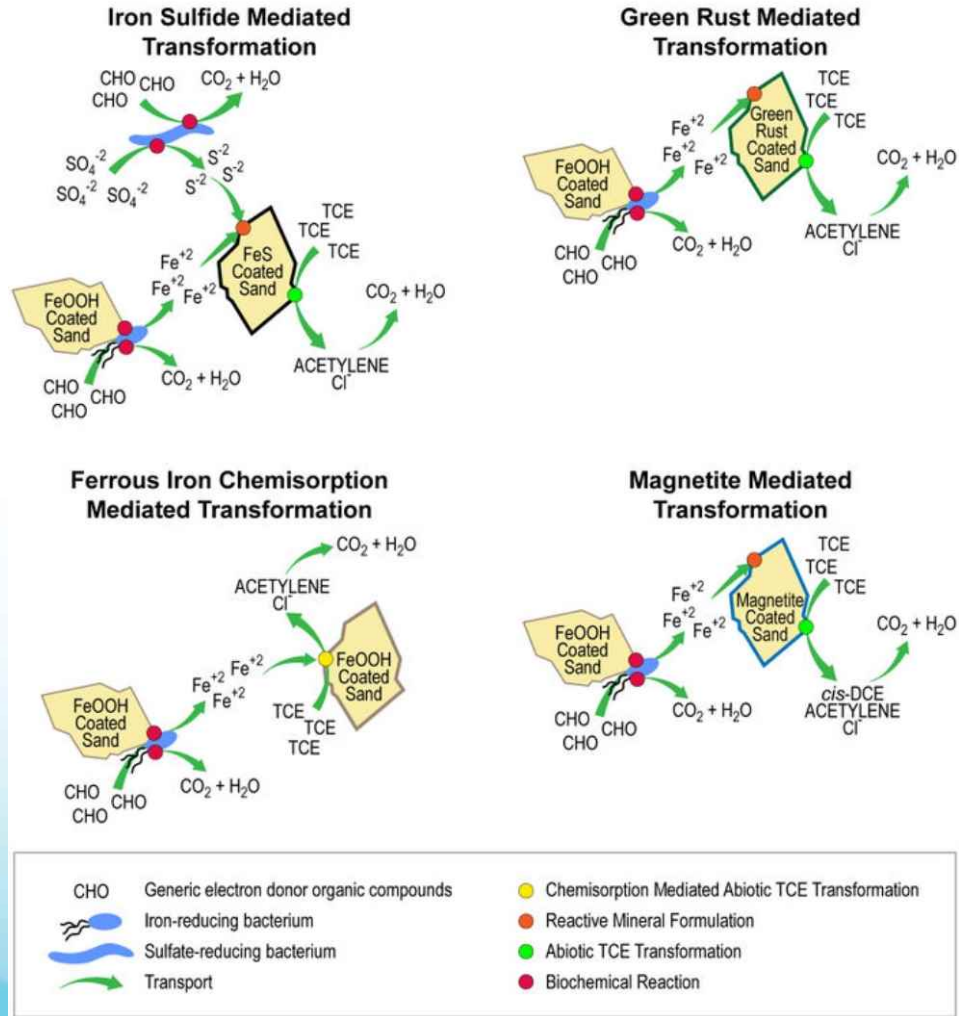 Iron Sulfide Mediated
Transformation
CHO CHO
CHO
CO₂ + H₂O
SO₄⁻²
SO₄⁻² SO₄⁻²
S⁻²
S⁻² S⁻²
Fe⁺²
Fe⁺² Fe⁺²
FeOOH
Coated
Sand
FeS
Coated
Sand
TCE
TCE
TCE
CO₂ + H₂O
ACETYLENE
Cl⁻
CHO
CHO CHO
CO₂ + H₂O
Green Rust Mediated
Transformation
TCE
TCE
TCE
Green
Rust
Coated
Sand
Fe⁺²
Fe⁺² Fe⁺²
FeOOH
Coated
Sand
CO₂ + H₂O
ACETYLENE
Cl⁻
CHO
CHO CHO
CO₂ + H₂O
Ferrous Iron Chemisorption
Mediated Transformation
CO₂ + H₂O
ACETYLENE
Cl⁻
FeOOH
Coated
Sand
Fe⁺² Fe⁺²
Fe⁺²
TCE
TCE
TCE
FeOOH
Coated
Sand
CHO
CHO CHO
CO₂ + H₂O
Magnetite Mediated
Transformation
TCE
TCE
TCE
Magnetite
Coated
Sand
Fe⁺²
Fe⁺² Fe⁺²
FeOOH
Coated
Sand
CO₂ + H₂O
cis-DCE
ACETYLENE
Cl⁻
CHO
CHO CHO
CO₂ + H₂O
CHO Generic electron donor organic compounds
Iron-reducing bacterium
Sulfate-reducing bacterium
Transport
Chemisorption Mediated Abiotic TCE Transformation
Reactive Mineral Formulation
Abiotic TCE Transformation
Biochemical Reaction